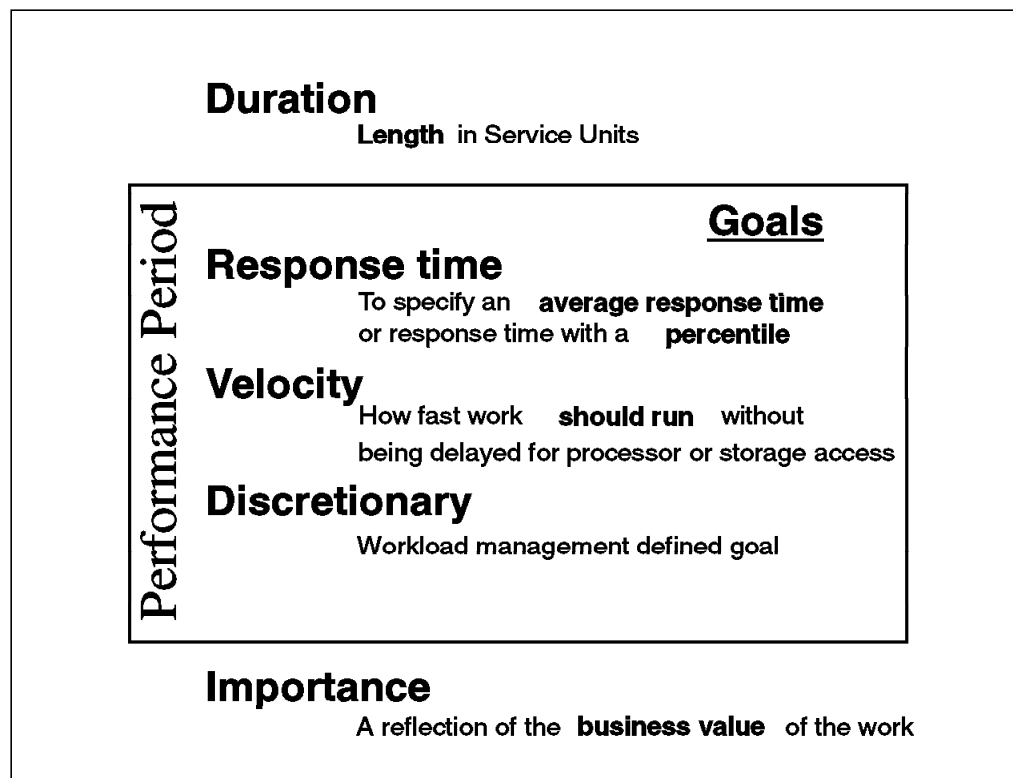 Duration
Length in Service Units
Performance Period
Goals
Response time
To specify an average response time
or response time with a percentile
Velocity
How fast work should run without
being delayed for processor or storage access
Discretionary
Workload management defined goal
Importance
A reflection of the business value of the work